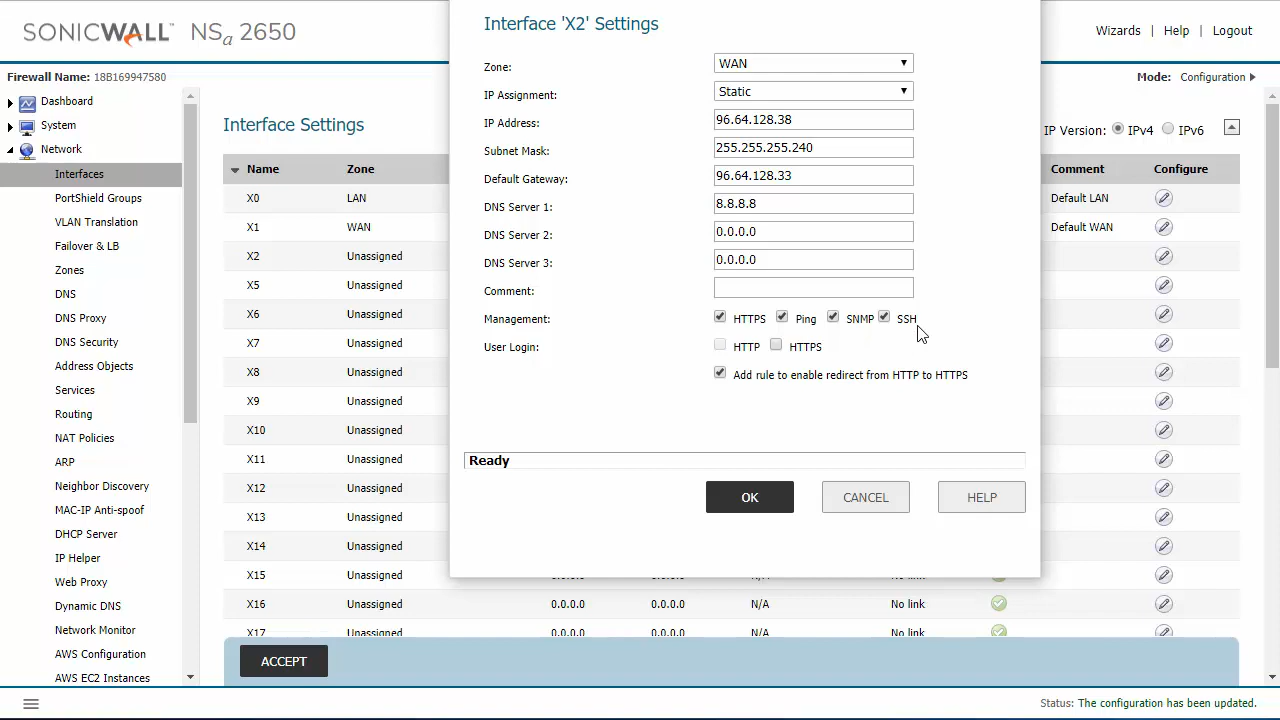 SONICWALL NSa 2650
Wizards | Help | Logout
Firewall Name: 18B169947580
Mode: Configuration
Dashboard
System
Network
Interfaces
PortShield Groups
VLAN Translation
Failover & LB
Zones
DNS
DNS Proxy
DNS Security
Address Objects
Services
Routing
NAT Policies
ARP
Neighbor Discovery
MAC-IP Anti-spoof
DHCP Server
IP Helper
Web Proxy
Dynamic DNS
Network Monitor
AWS Configuration
AWS EC2 Instances
Interface Settings
IP Version: IPv4 IPv6
Name Zone Comment Configure
X0 LAN Default LAN
X1 WAN Default WAN
X2 Unassigned
X5 Unassigned
X6 Unassigned
X7 Unassigned
X8 Unassigned
X9 Unassigned
X10 Unassigned
X11 Unassigned
X12 Unassigned
X13 Unassigned
X14 Unassigned
X15 Unassigned N/A No link
X16 Unassigned 0.0.0.0 0.0.0.0 N/A No link
X17 Unassigned 0.0.0.0 0.0.0.0 N/A No link
ACCEPT
Interface 'X2' Settings
Zone: WAN
IP Assignment: Static
IP Address: 96.64.128.38
Subnet Mask: 255.255.255.240
Default Gateway: 96.64.128.33
DNS Server 1: 8.8.8.8
DNS Server 2: 0.0.0.0
DNS Server 3: 0.0.0.0
Comment:
Management: HTTPS Ping SNMP SSH
User Login: HTTP HTTPS
Add rule to enable redirect from HTTP to HTTPS
Ready
OK CANCEL HELP
Status: The configuration has been updated.